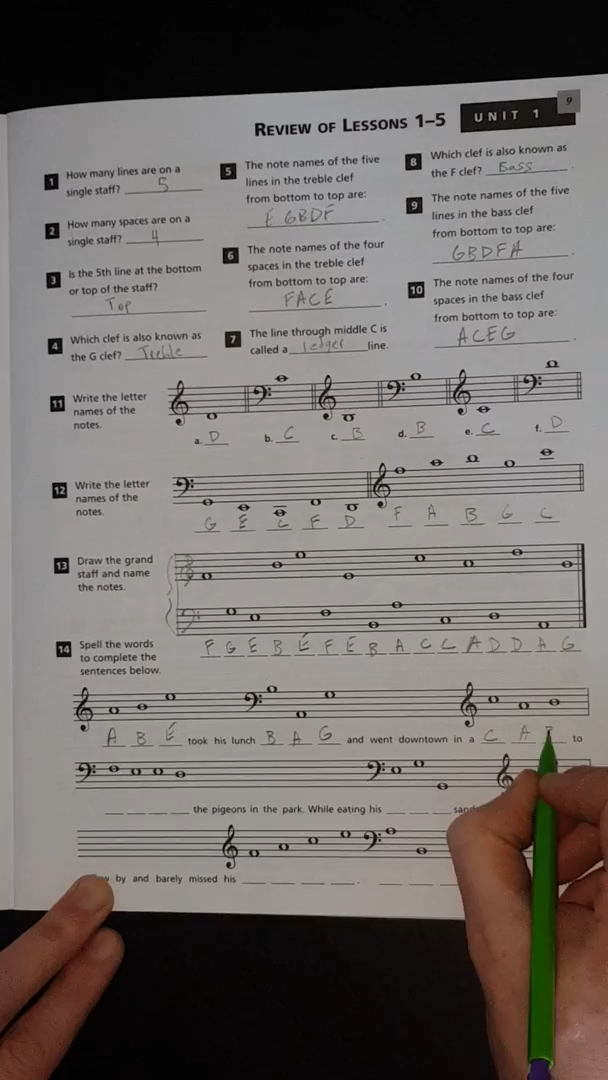 9
REVIEW OF LESSONS 1–5 UNIT 1
1 How many lines are on a
single staff? 5
2 How many spaces are on a
single staff? 4
3 Is the 5th line at the bottom
or top of the staff?
Top
4 Which clef is also known as
the G clef? Treble
5 The note names of the five
lines in the treble clef
from bottom to top are:
E GBDF .
6 The note names of the four
spaces in the treble clef
from bottom to top are:
FACE .
7 The line through middle C is
called a ledger line.
8 Which clef is also known as
the F clef? Bass .
9 The note names of the five
lines in the bass clef
from bottom to top are:
GBDFA .
10 The note names of the four
spaces in the bass clef
from bottom to top are:
ACEG .
11 Write the letter
names of the
notes.
a. D b. C c. B d. B e. C f. D
12 Write the letter
names of the
notes.
G E C F D F A B G C
13 Draw the grand
staff and name
the notes.
F G E B E F E B A C C A D D A G
14 Spell the words
to complete the
sentences below.
A B E took his lunch B A G and went downtown in a C A B to
the pigeons in the park. While eating his
by and barely missed his